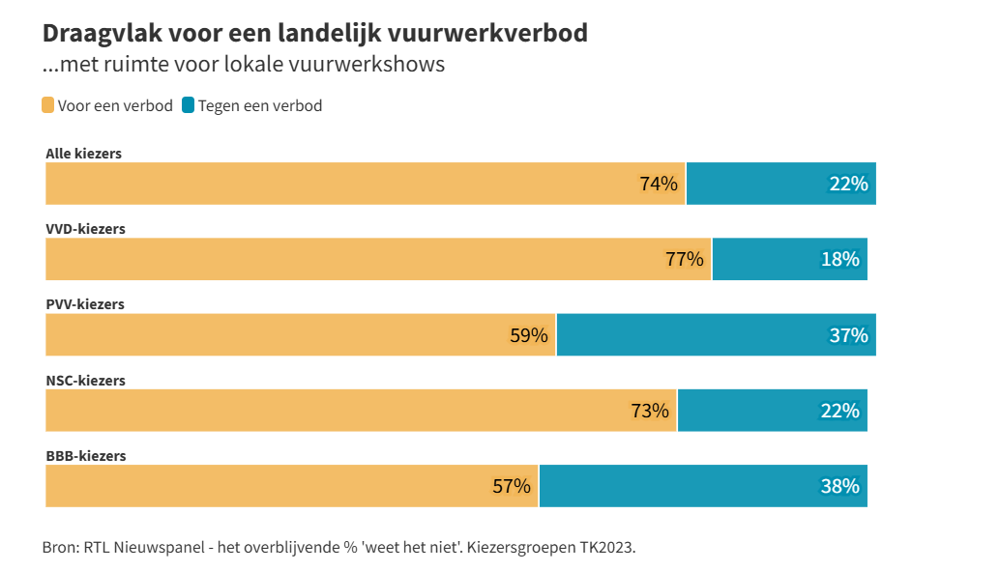 Draagvlak voor een landelijk vuurwerkverbod
...met ruimte voor lokale vuurwerkshows
Voor een verbod Tegen een verbod
Alle kiezers
74% 22%
VVD-kiezers
77% 18%
PVV-kiezers
59% 37%
NSC-kiezers
73% 22%
BBB-kiezers
57% 38%
Bron: RTL Nieuwspanel - het overblijvende % 'weet het niet'. Kiezersgroepen TK2023.